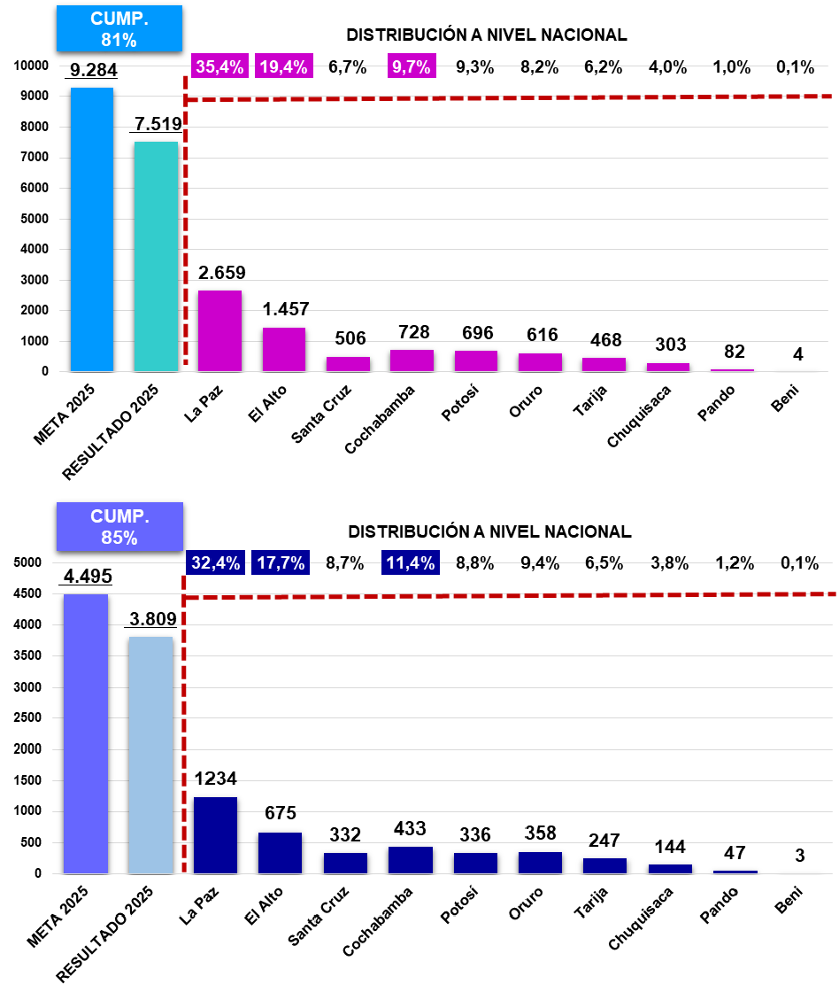 CUMP.
81%
DISTRIBUCIÓN A NIVEL NACIONAL
10000
9000
8000
7000
6000
5000
4000
3000
2000
1000
0
9.284
7.519
35,4% 19,4% 6,7% 9,7% 9,3% 8,2% 6,2% 4,0% 1,0% 0,1%
2.659
1.457
506
728
696
616
468
303
82
4
META 2025
RESULTADO 2025
La Paz
El Alto
Santa Cruz
Cochabamba
Potosí
Oruro
Tarija
Chuquisaca
Pando
Beni
CUMP.
85%
DISTRIBUCIÓN A NIVEL NACIONAL
5000
4500
4000
3500
3000
2500
2000
1500
1000
500
0
4.495
3.809
32,4% 17,7% 8,7% 11,4% 8,8% 9,4% 6,5% 3,8% 1,2% 0,1%
1234
675
332
433
336
358
247
144
47
3
META 2025
RESULTADO 2025
La Paz
El Alto
Santa Cruz
Cochabamba
Potosí
Oruro
Tarija
Chuquisaca
Pando
Beni